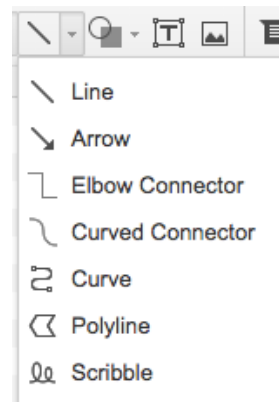 Line
Arrow
Elbow Connector
Curved Connector
Curve
Polyline
Scribble